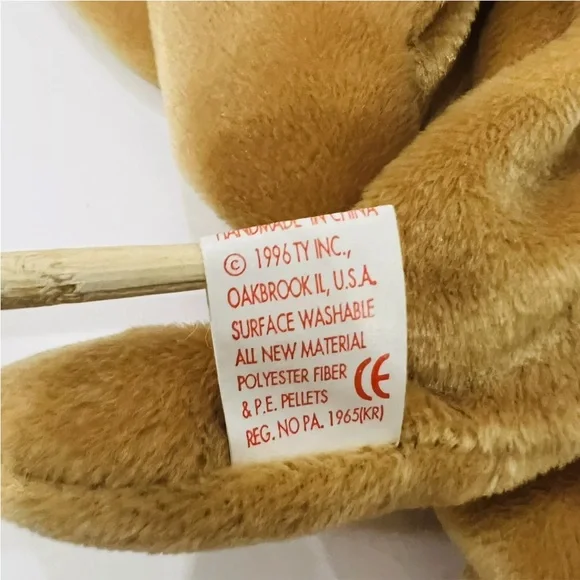 HANDMADE IN CHINA
© 1996 TY INC.,
OAKBROOK IL, U.S.A.
SURFACE WASHABLE
ALL NEW MATERIAL
POLYESTER FIBER
& P.E. PELLETS
CE
REG. NO PA. 1965(KR)